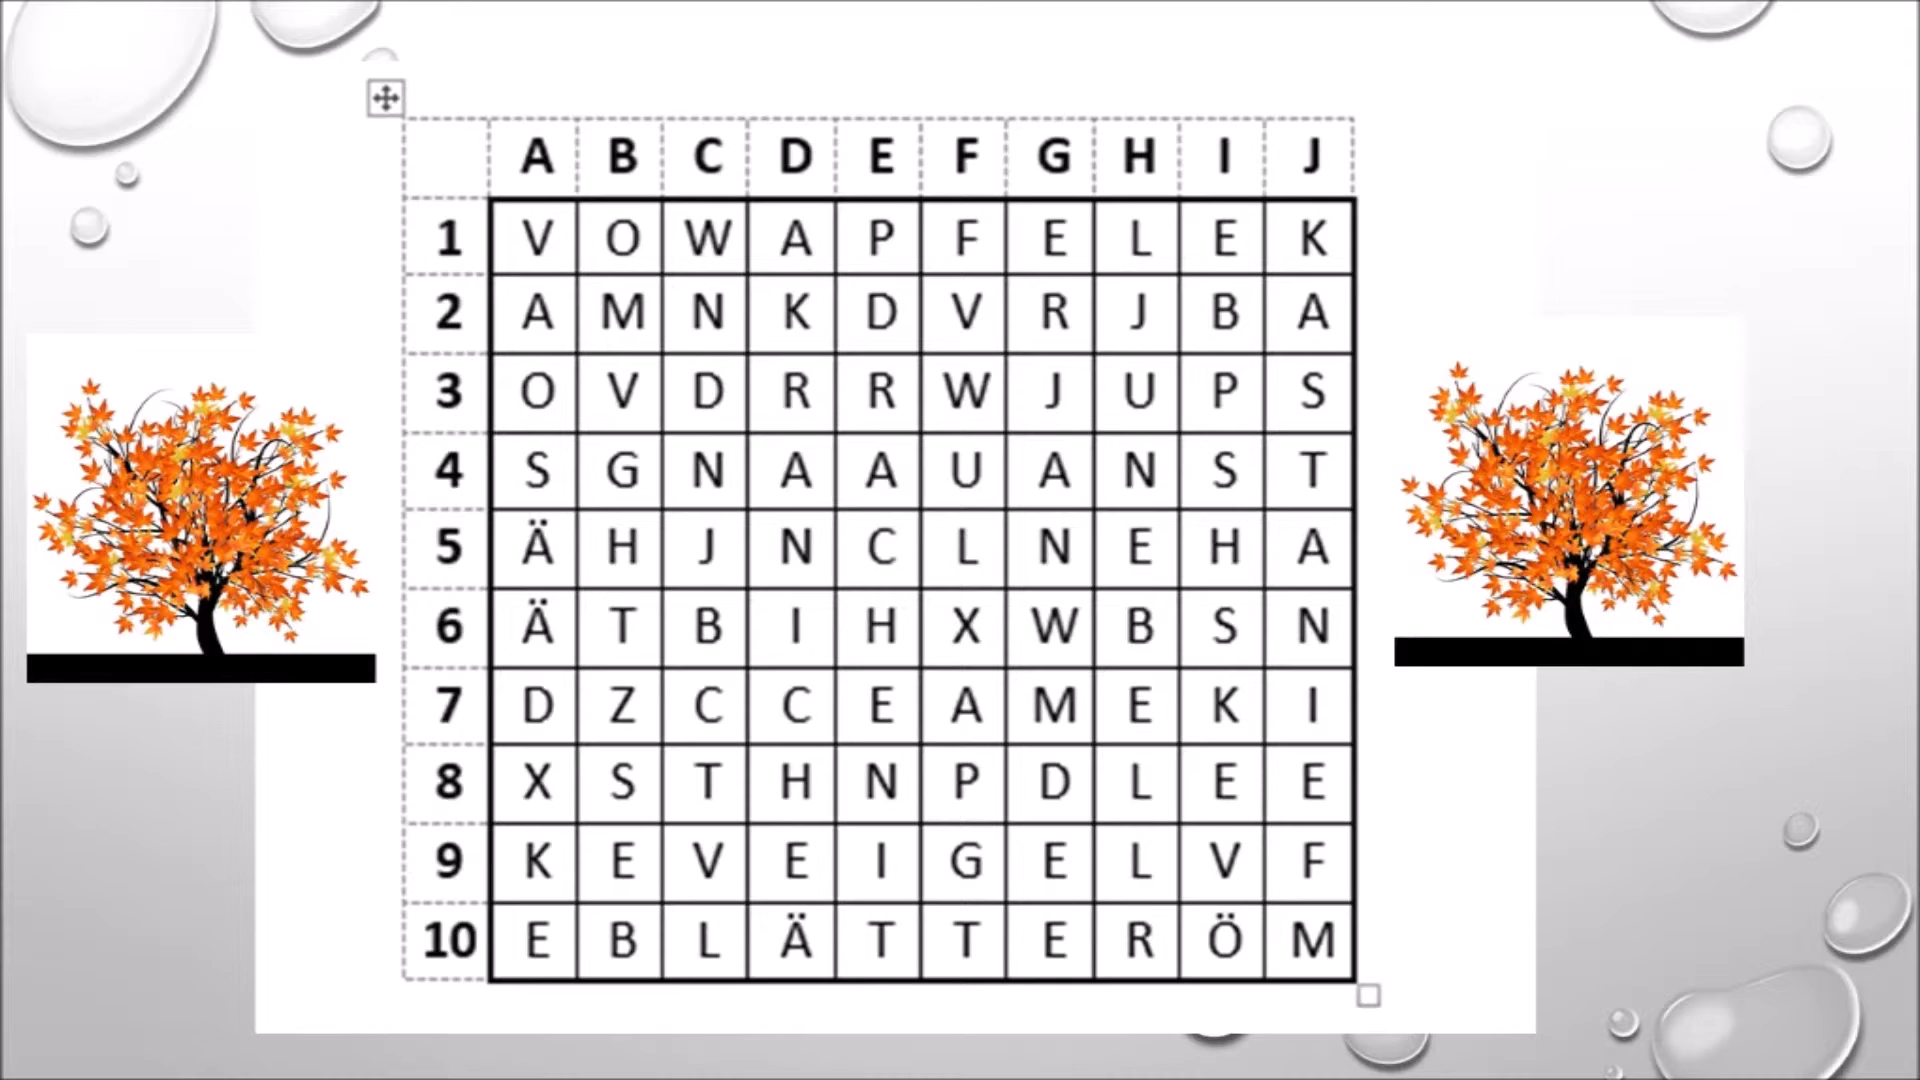 A B C D E F G H I J
1 V O W A P F E L E K
2 A M N K D V R J B A
3 O V D R R W J U P S
4 S G N A A U A N S T
5 Ä H J N C L N E H A
6 Ä T B I H X W B S N
7 D Z C C E A M E K I
8 X S T H N P D L E E
9 K E V E I G E L V F
10 E B L Ä T T E R Ö M